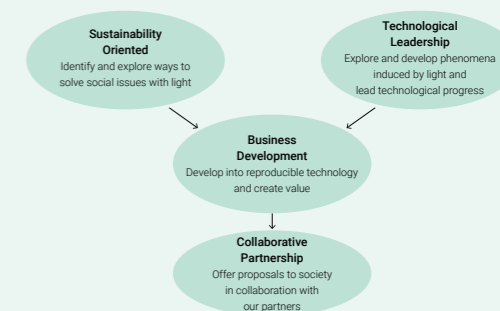 Sustainability
Oriented
Identify and explore ways to
solve social issues with light
Technological
Leadership
Explore and develop phenomena
induced by light and
lead technological progress
Business
Development
Develop into reproducible technology
and create value
Collaborative
Partnership
Offer proposals to society
in collaboration with
our partners